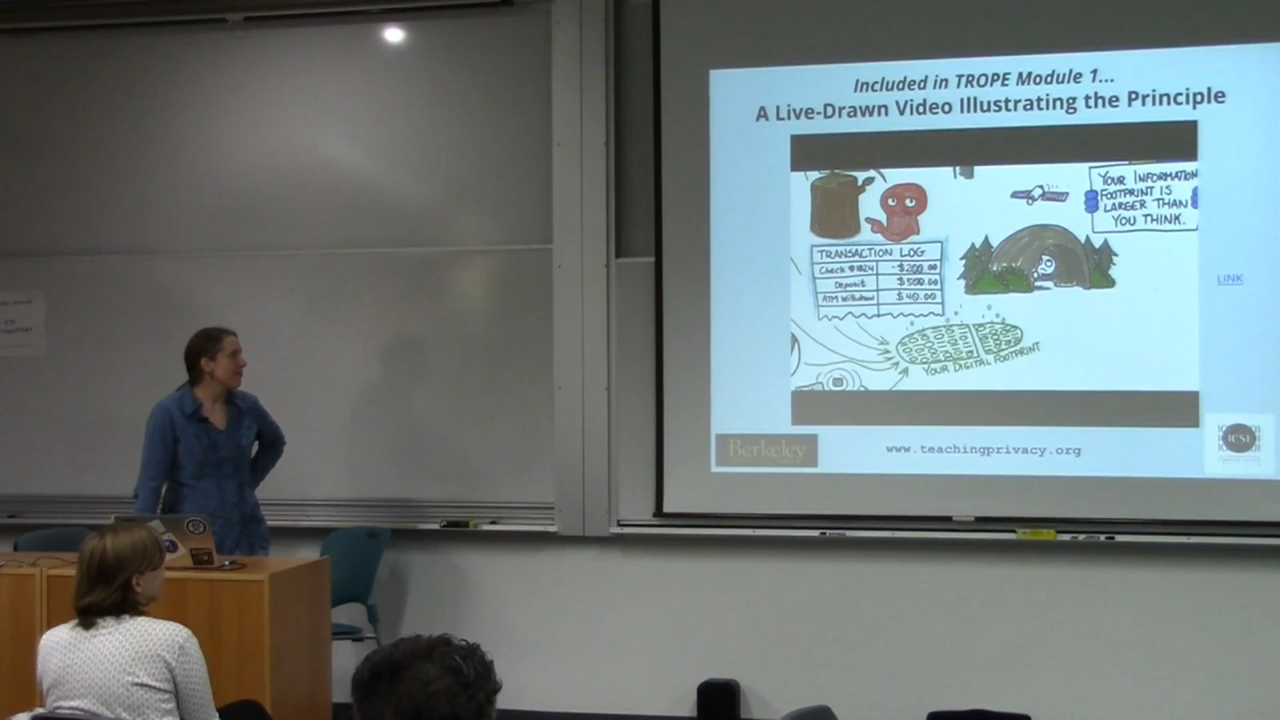 Included in TROPE Module 1...
A Live-Drawn Video Illustrating the Principle
YOUR INFORMATION
FOOTPRINT IS
LARGER THAN
YOU THINK.
TRANSACTION LOG
Check #1024 -$200.00
Deposit $500.00
ATM Withdrawl $40.00
YOUR DIGITAL FOOTPRINT
LINK
Berkeley
www.teachingprivacy.org
ICSI